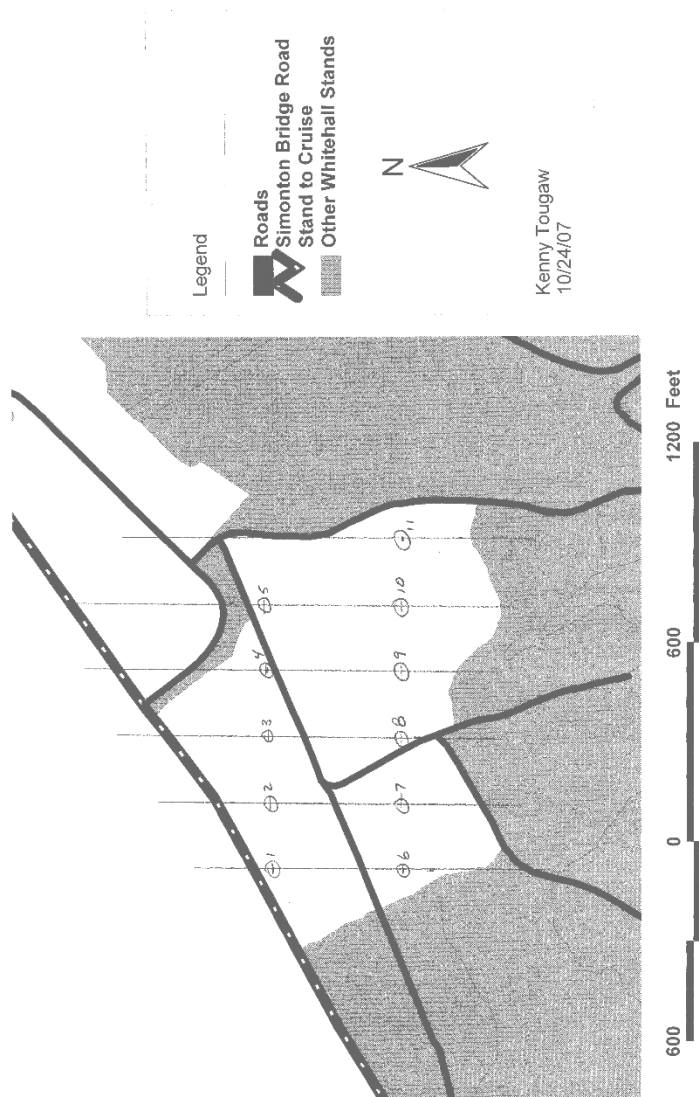 Legend
Roads
Simonton Bridge Road
Stand to Cruise
Other Whitehall Stands
N
Kenny Tougaw
10/24/07
1
2
3
4
5
6
7
8
9
10
11
600 0 600 1200 Feet